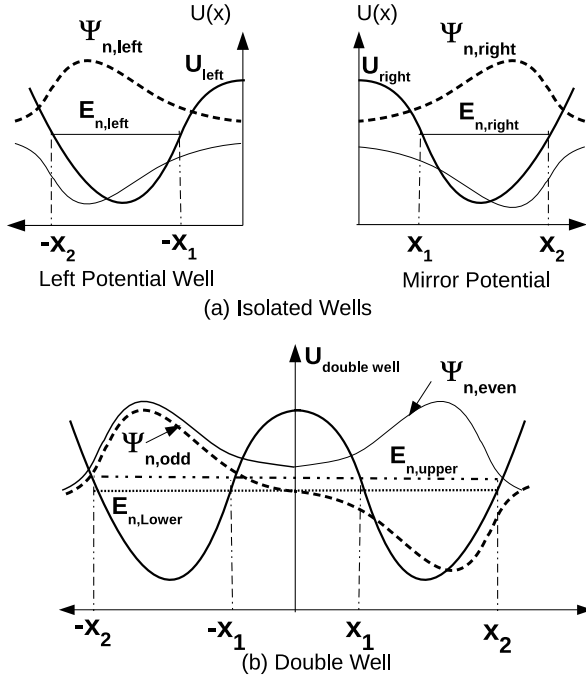 U(x)
U(x)
Ψn,left
Ψn,right
Uleft
Uright
En,left
En,right
-x2
-x1
x1
x2
Left Potential Well
Mirror Potential
(a) Isolated Wells
Udouble well
Ψn,even
Ψn,odd
En,upper
En,Lower
-x2
-x1
x1
x2
(b) Double Well